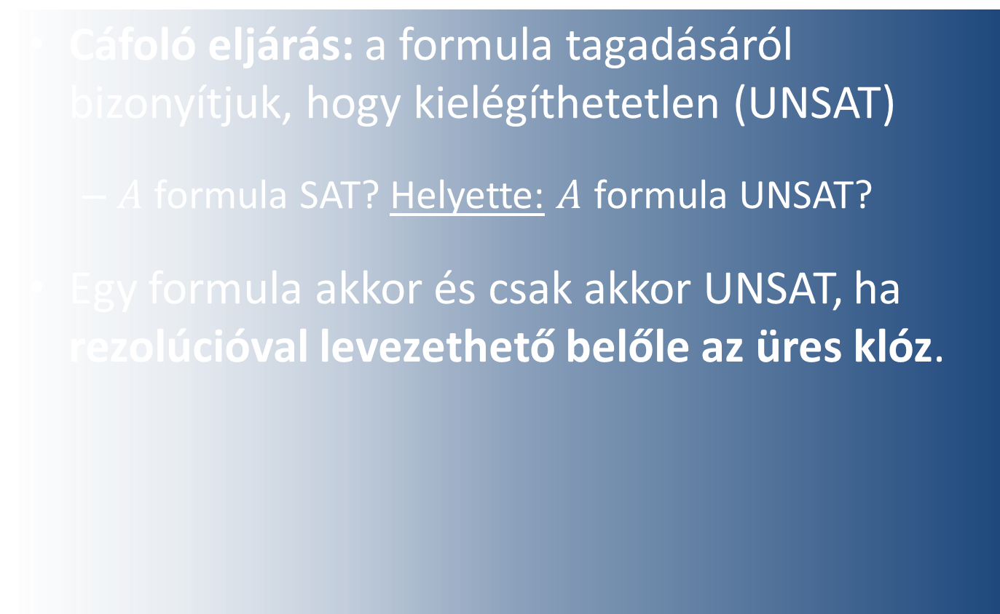 • Cáfoló eljárás: a formula tagadásáról
bizonyítjuk, hogy kielégíthetetlen (UNSAT)
– A formula SAT? Helyette: A formula UNSAT?
• Egy formula akkor és csak akkor UNSAT, ha
rezolúcióval levezethető belőle az üres klóz.